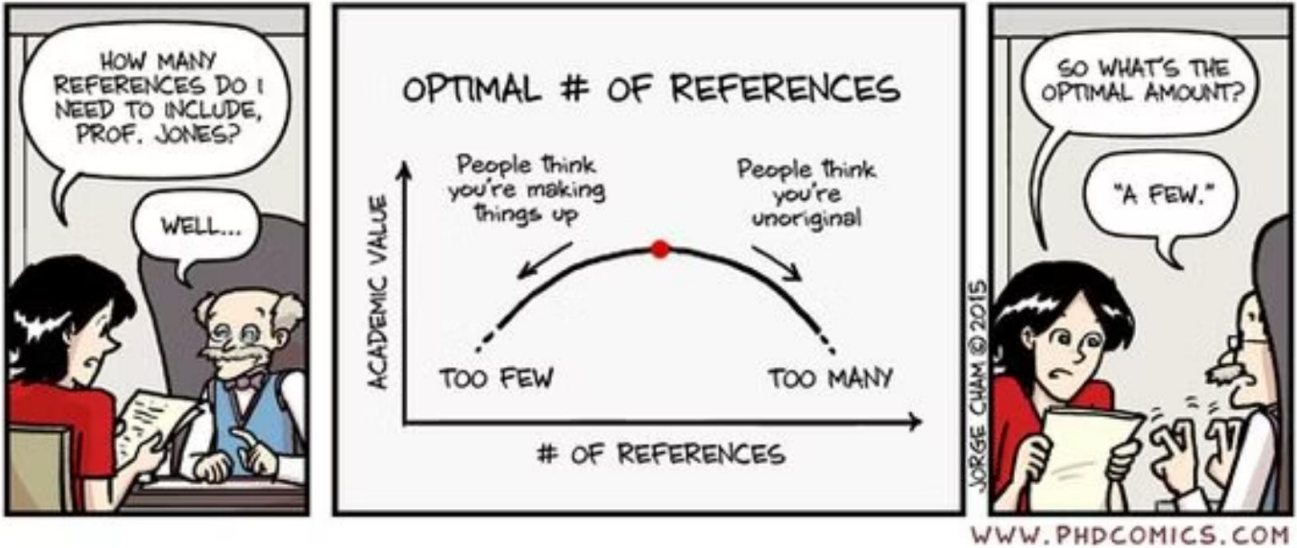 HOW MANY
REFERENCES DO I
NEED TO INCLUDE,
PROF. JONES?
WELL...
OPTIMAL # OF REFERENCES
People think
you're making
things up
People think
you're
unoriginal
ACADEMIC VALUE
TOO FEW
TOO MANY
# OF REFERENCES
SO WHAT'S THE
OPTIMAL AMOUNT?
"A FEW."
JORGE CHAM © 2015
WWW.PHDCOMICS.COM